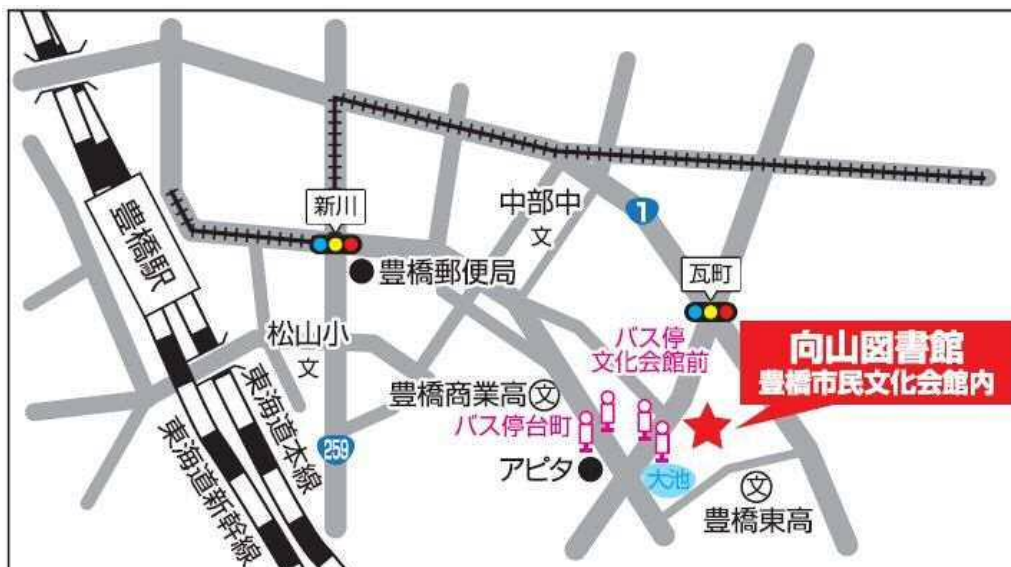 新川
中部中
文
1
豊橋駅
豊橋郵便局
瓦町
松山小
文
バス停
文化会館前
向山図書館
豊橋市民文化会館内
豊橋商業高文
バス停台町
東海道本線
東海道新幹線
259
アピタ
大池
文
豊橋東高